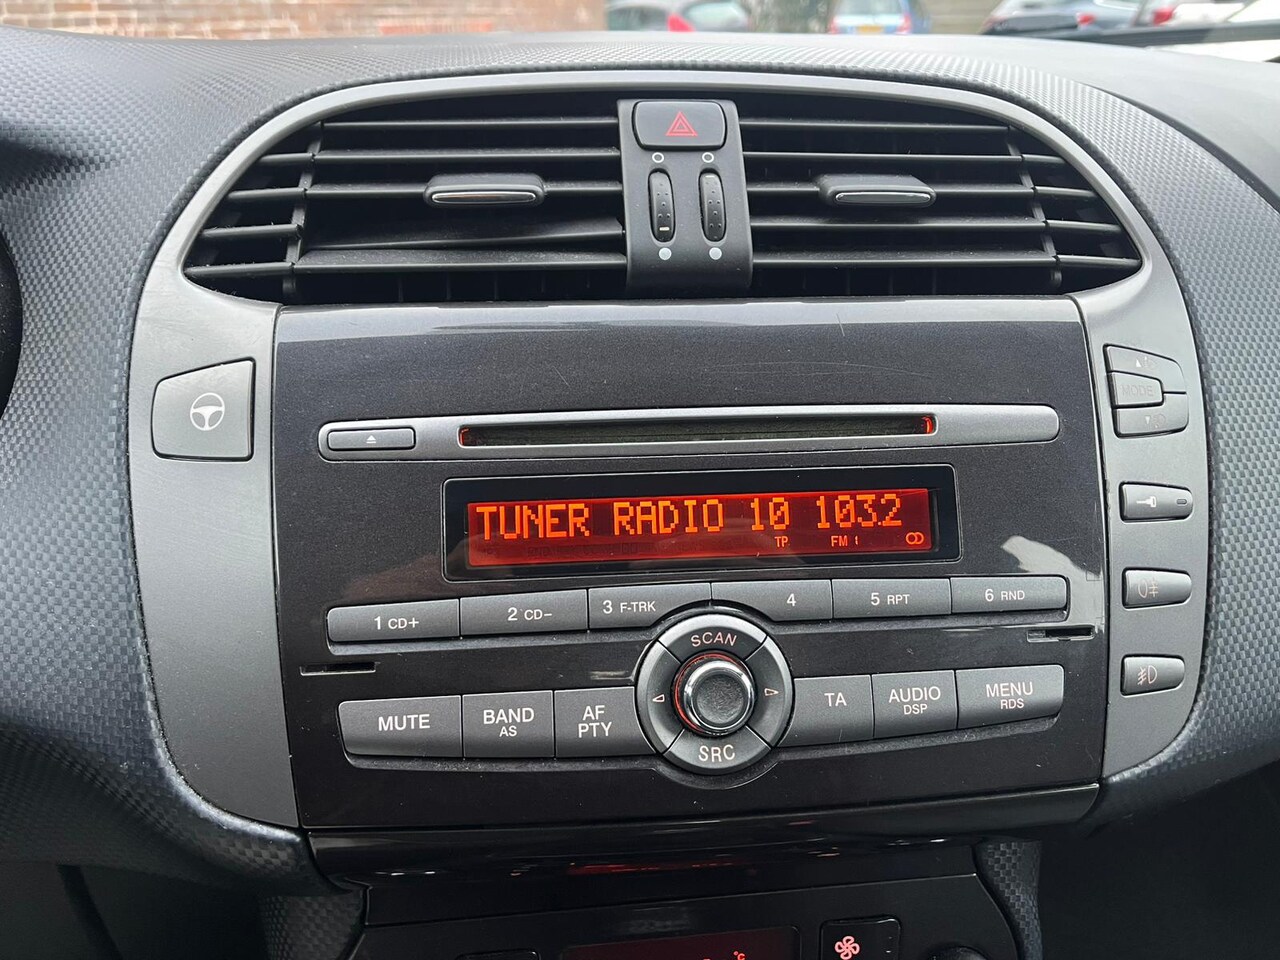 MODE
TUNER RADIO 10 103.2
TP FM 1
1 CD+ 2 CD- 3 F-TRK 4 5 RPT 6 RND
SCAN
MUTE BAND AS AF PTY TA AUDIO DSP MENU RDS
SRC
°C